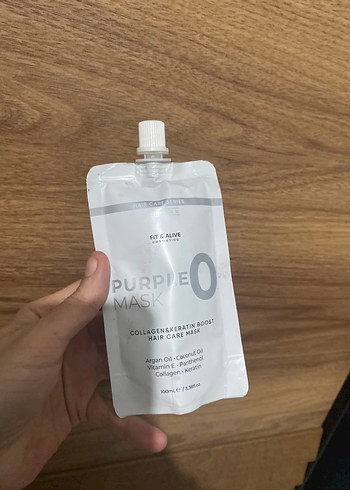 HAIR CARE SERIES
FIT & ALIVE
COSMETICS
PURPLE 0
MASK
COLLAGEN&KERATIN BOOST
HAIR CARE MASK
Argan Oil • Coconut Oil
Vitamin E • Panthenol
Collagen • Keratin
100mL ℮ / 3,38fl.oz